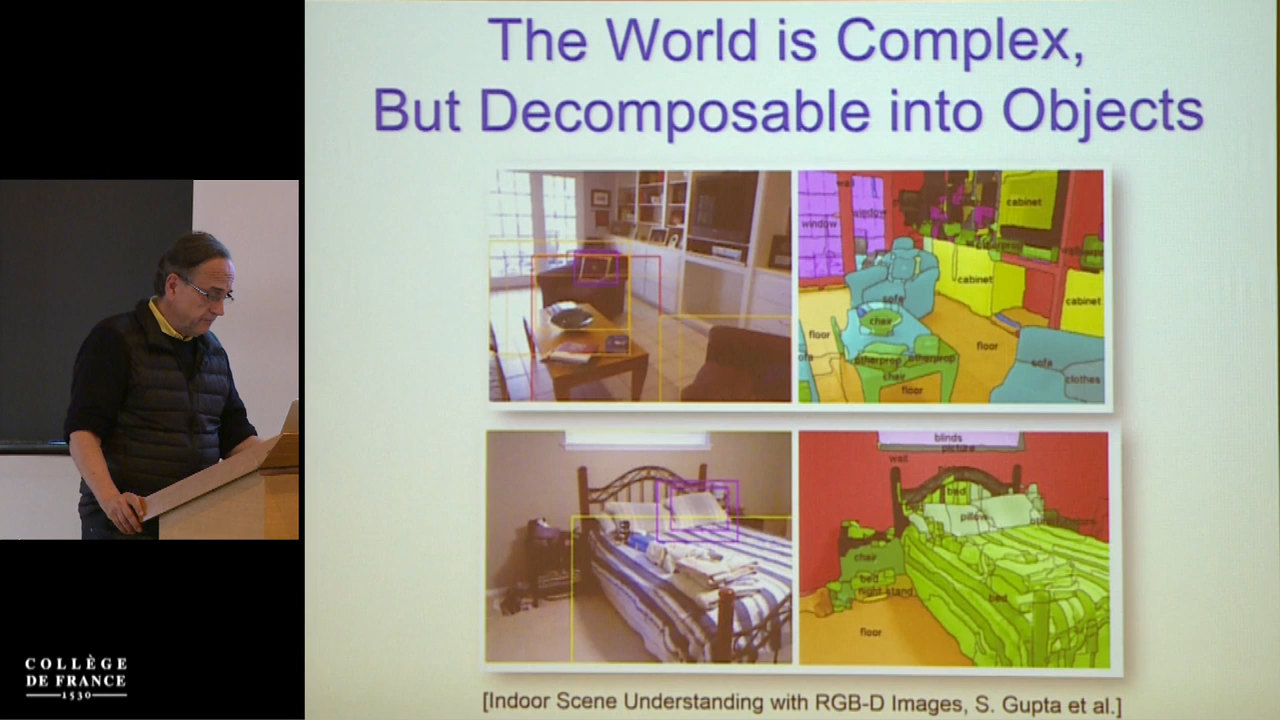 The World is Complex,
But Decomposable into Objects
wall
window
window
cabinet
cabinet
cabinet
sofa
chair
floor
floor
otherprop
otherprop
chair
floor
sofa
clothes
blinds
picture
wall
bed
pillow
chair
bed
night stand
bed
floor
[Indoor Scene Understanding with RGB-D Images, S. Gupta et al.]
COLLÈGE
DE FRANCE
1530